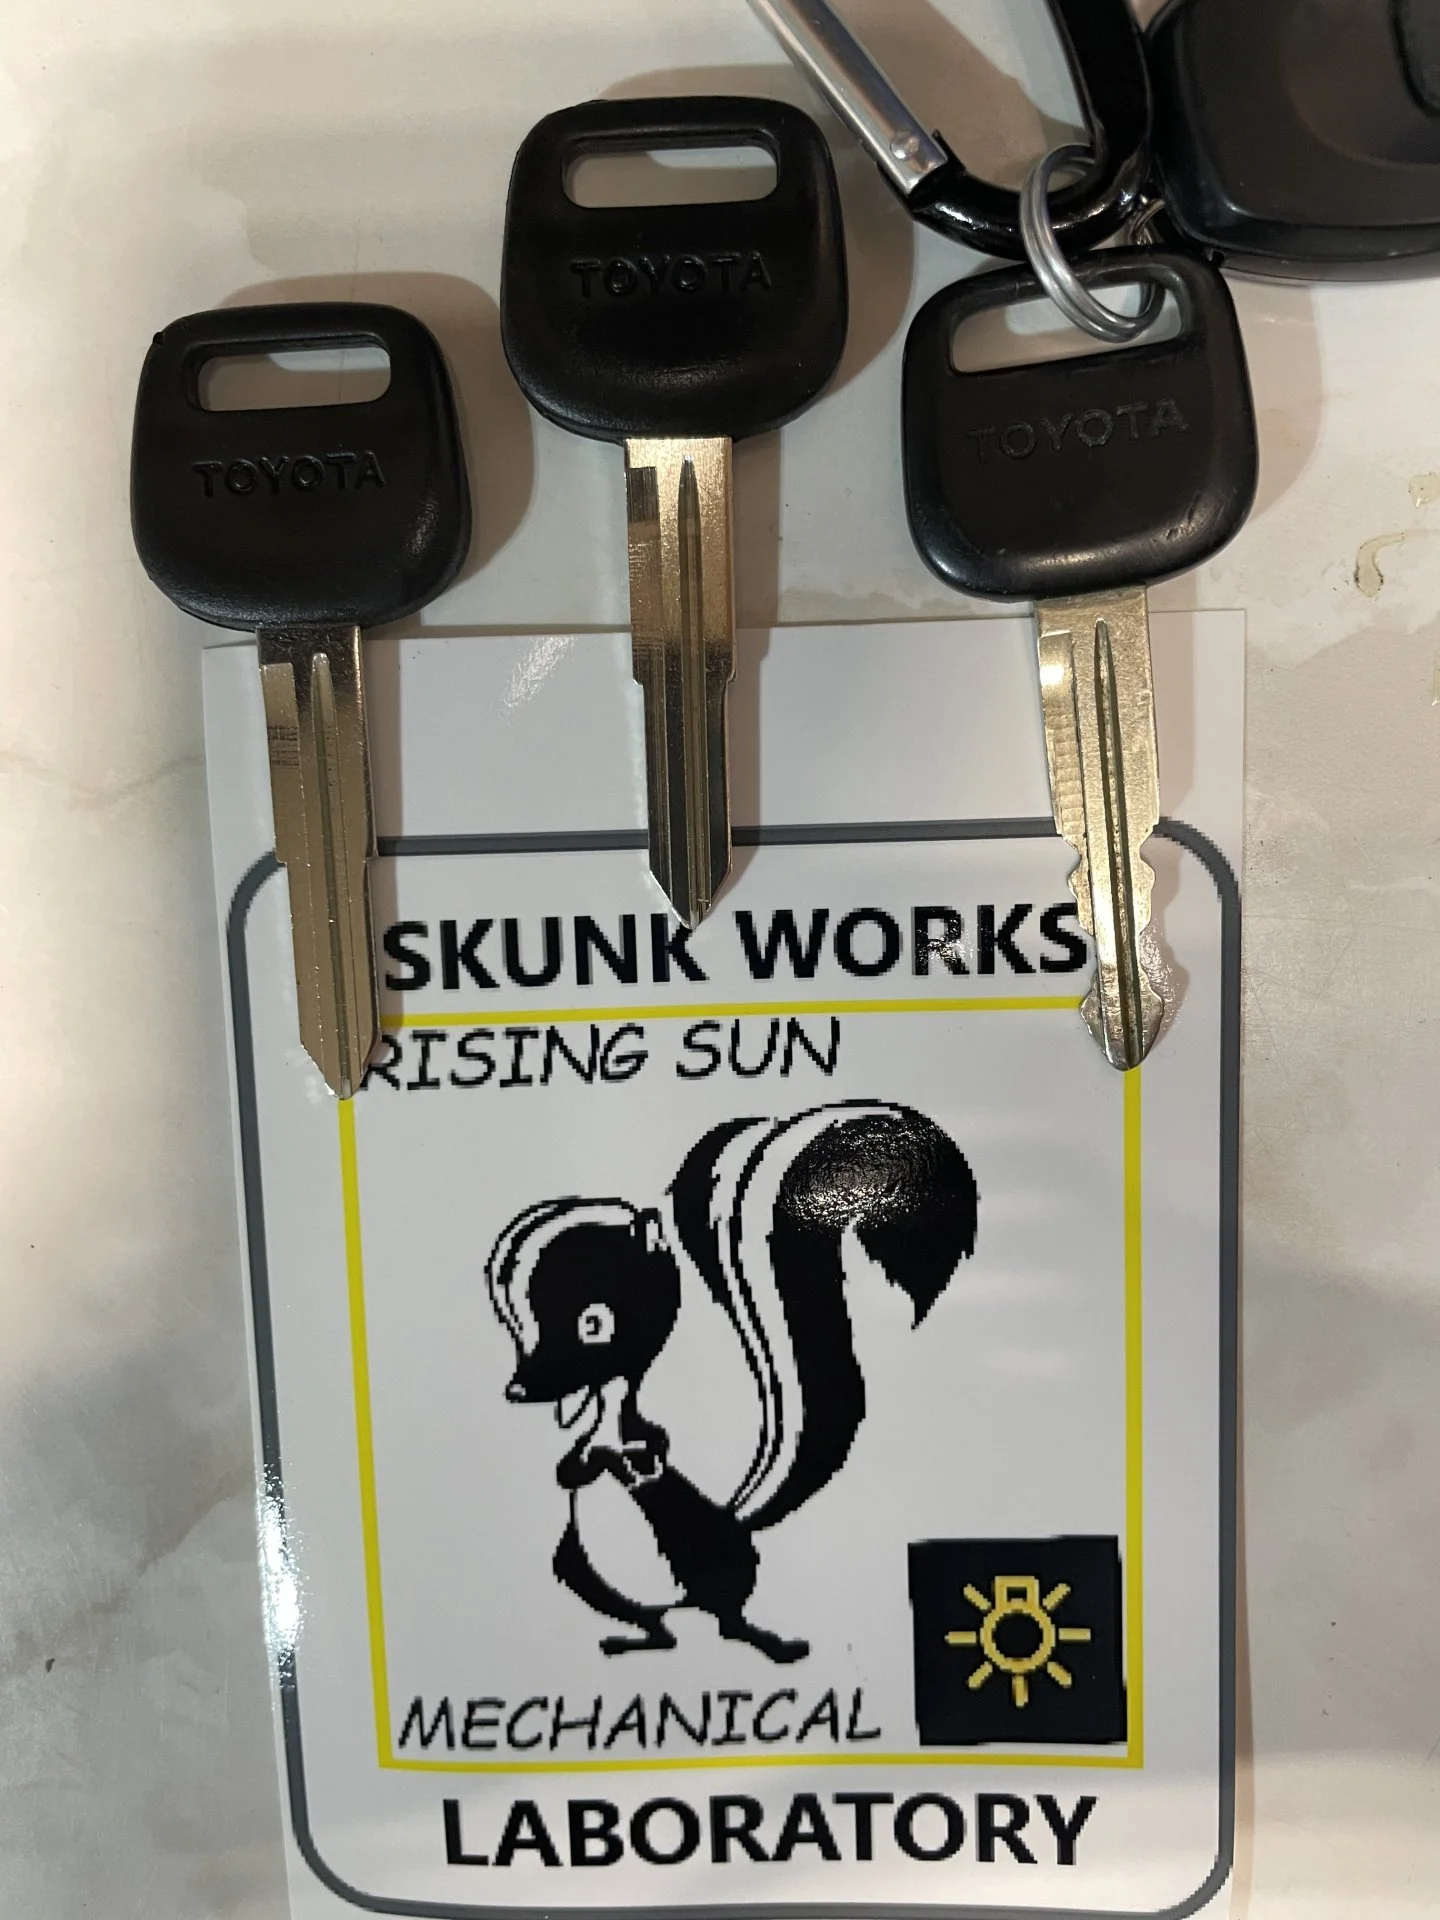 TOYOTA
TOYOTA
TOYOTA
SKUNK WORKS
RISING SUN
MECHANICAL
LABORATORY